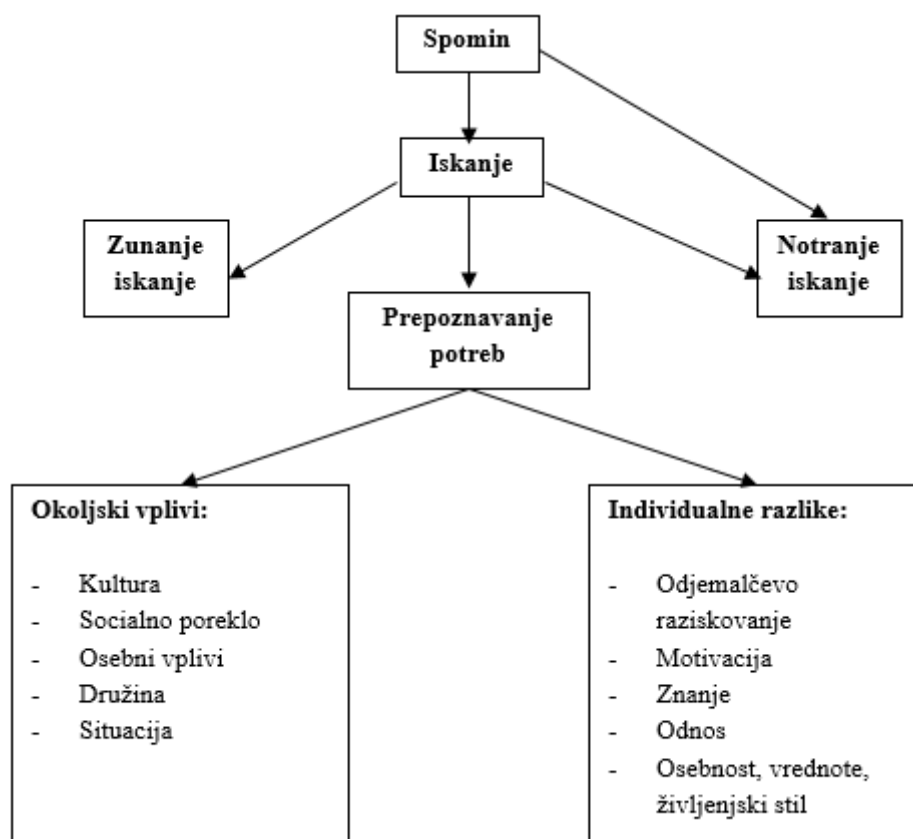 Spomin
Iskanje
Zunanje
iskanje
Notranje
iskanje
Prepoznavanje
potreb
Okoljski vplivi:
- Kultura
- Socialno poreklo
- Osebni vplivi
- Družina
- Situacija
Individualne razlike:
- Odjemalčevo
raziskovanje
- Motivacija
- Znanje
- Odnos
- Osebnost, vrednote,
življenjski stil